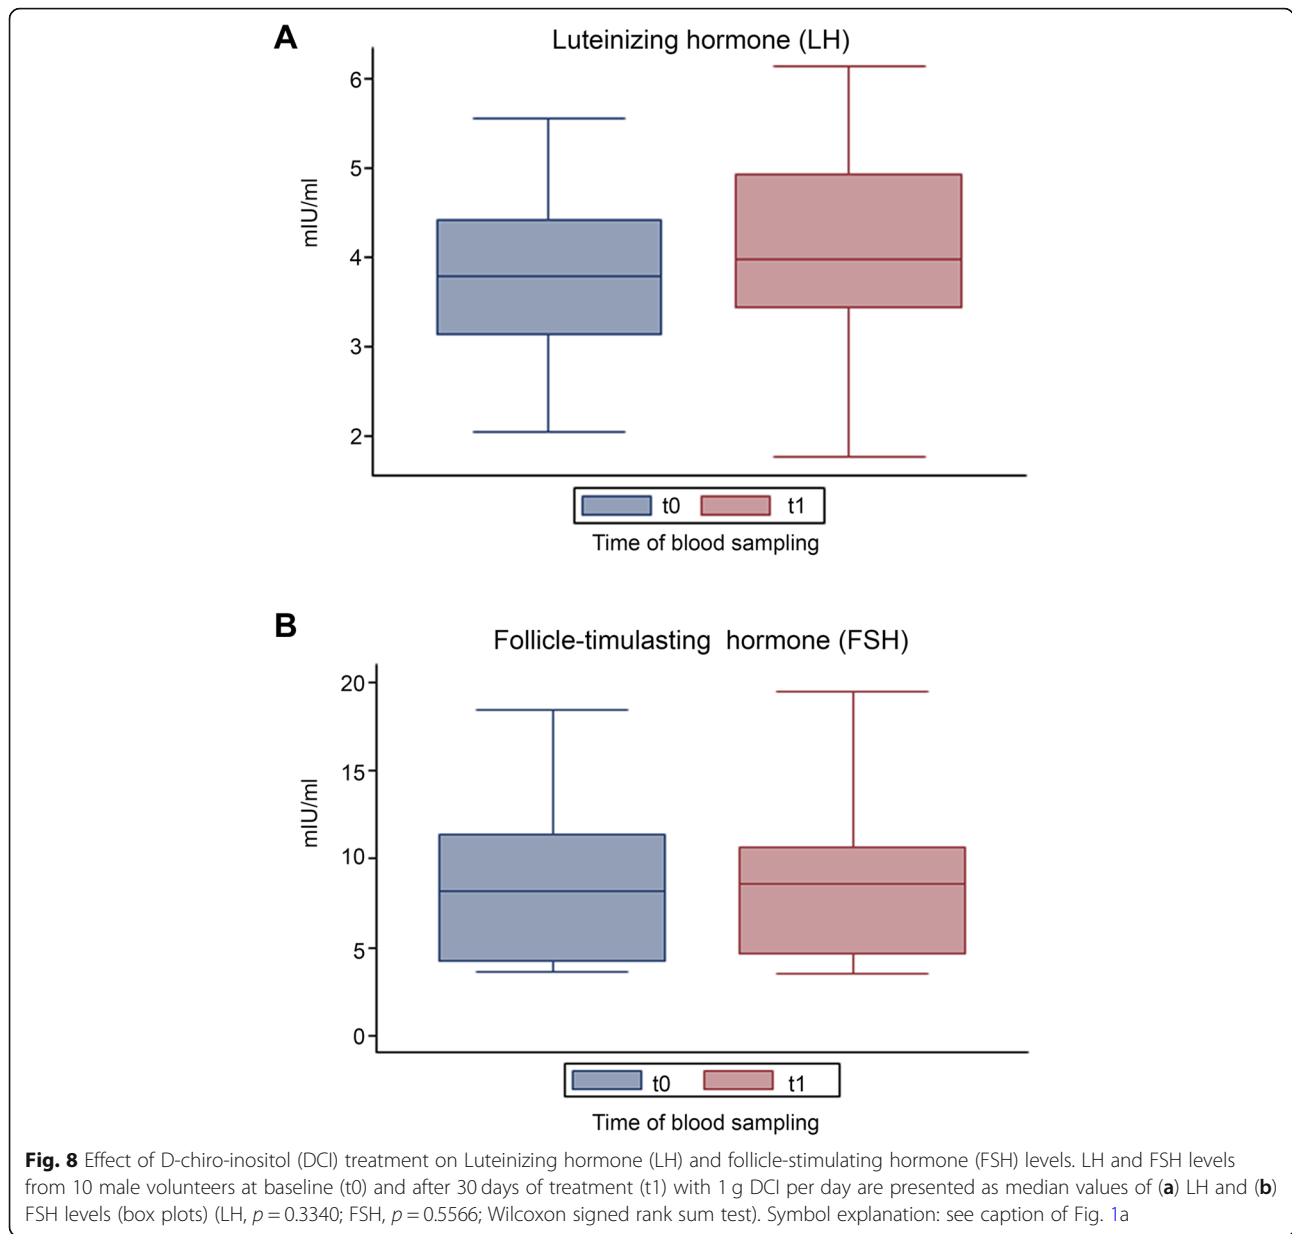 A
Luteinizing hormone (LH)
6
5
4
3
2
mIU/ml
t0 t1
Time of blood sampling
B
Follicle-timulasting hormone (FSH)
20
15
10
5
0
mIU/ml
t0 t1
Time of blood sampling
Fig. 8 Effect of D-chiro-inositol (DCI) treatment on Luteinizing hormone (LH) and follicle-stimulating hormone (FSH) levels. LH and FSH levels
from 10 male volunteers at baseline (t0) and after 30 days of treatment (t1) with 1 g DCI per day are presented as median values of (a) LH and (b)
FSH levels (box plots) (LH, p = 0.3340; FSH, p = 0.5566; Wilcoxon signed rank sum test). Symbol explanation: see caption of Fig. 1a